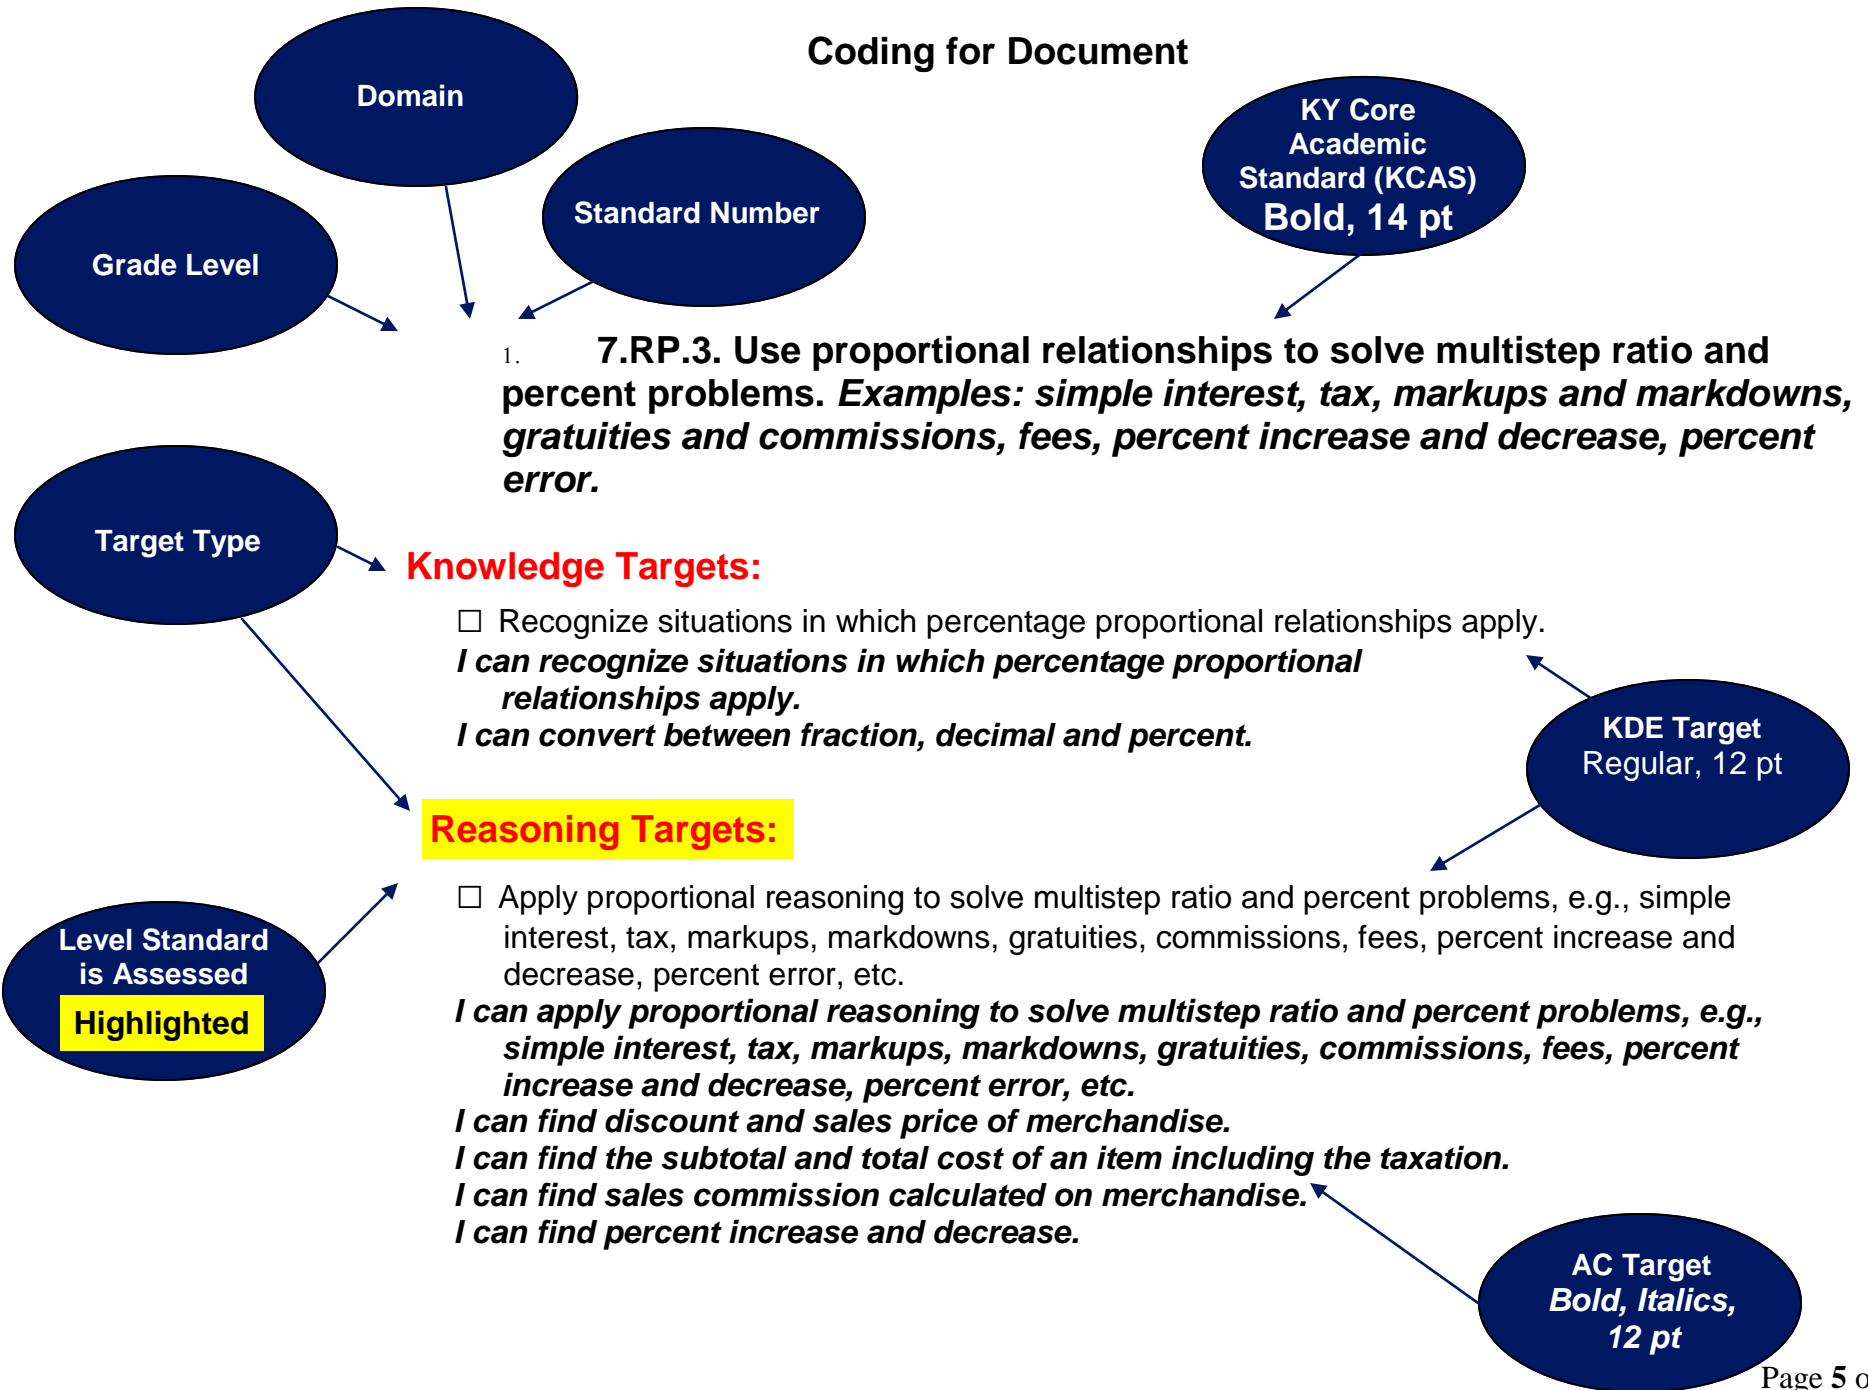 Coding for Document
Domain
KY Core
Academic
Standard (KCAS)
Bold, 14 pt
Standard Number
Grade Level
1. 7.RP.3. Use proportional relationships to solve multistep ratio and
percent problems. Examples: simple interest, tax, markups and markdowns,
gratuities and commissions, fees, percent increase and decrease, percent
error.
Target Type
Knowledge Targets:
☐ Recognize situations in which percentage proportional relationships apply.
I can recognize situations in which percentage proportional
relationships apply.
I can convert between fraction, decimal and percent.
KDE Target
Regular, 12 pt
Reasoning Targets:
☐ Apply proportional reasoning to solve multistep ratio and percent problems, e.g., simple
interest, tax, markups, markdowns, gratuities, commissions, fees, percent increase and
decrease, percent error, etc.
Level Standard
is Assessed
Highlighted
I can apply proportional reasoning to solve multistep ratio and percent problems, e.g.,
simple interest, tax, markups, markdowns, gratuities, commissions, fees, percent
increase and decrease, percent error, etc.
I can find discount and sales price of merchandise.
I can find the subtotal and total cost of an item including the taxation.
I can find sales commission calculated on merchandise.
I can find percent increase and decrease.
AC Target
Bold, Italics,
12 pt
Page 5